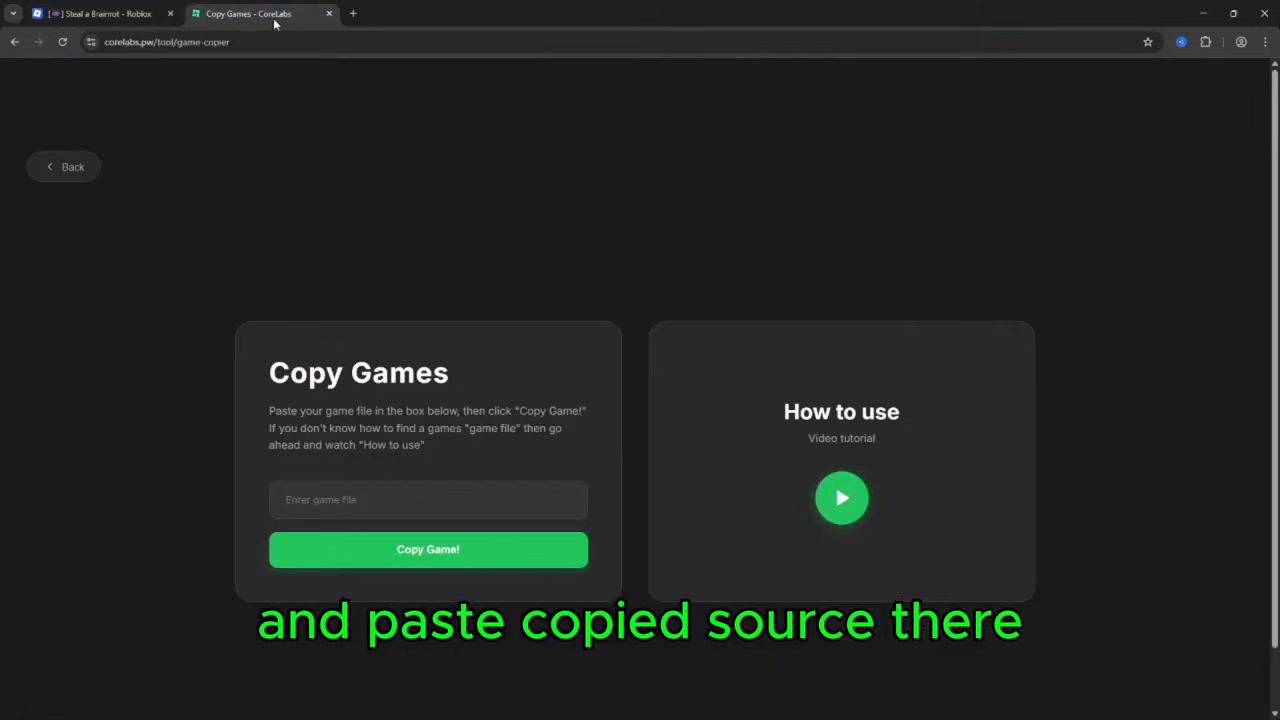 [👾] Steal a Brainrot - Roblox
Copy Games - CoreLabs
corelabs.pw/tool/game-copier
Back
Copy Games
Paste your game file in the box below, then click "Copy Game!"
If you don't know how to find a games "game file" then go
ahead and watch "How to use"
Enter game file
Copy Game!
How to use
Video tutorial
and paste copied source there